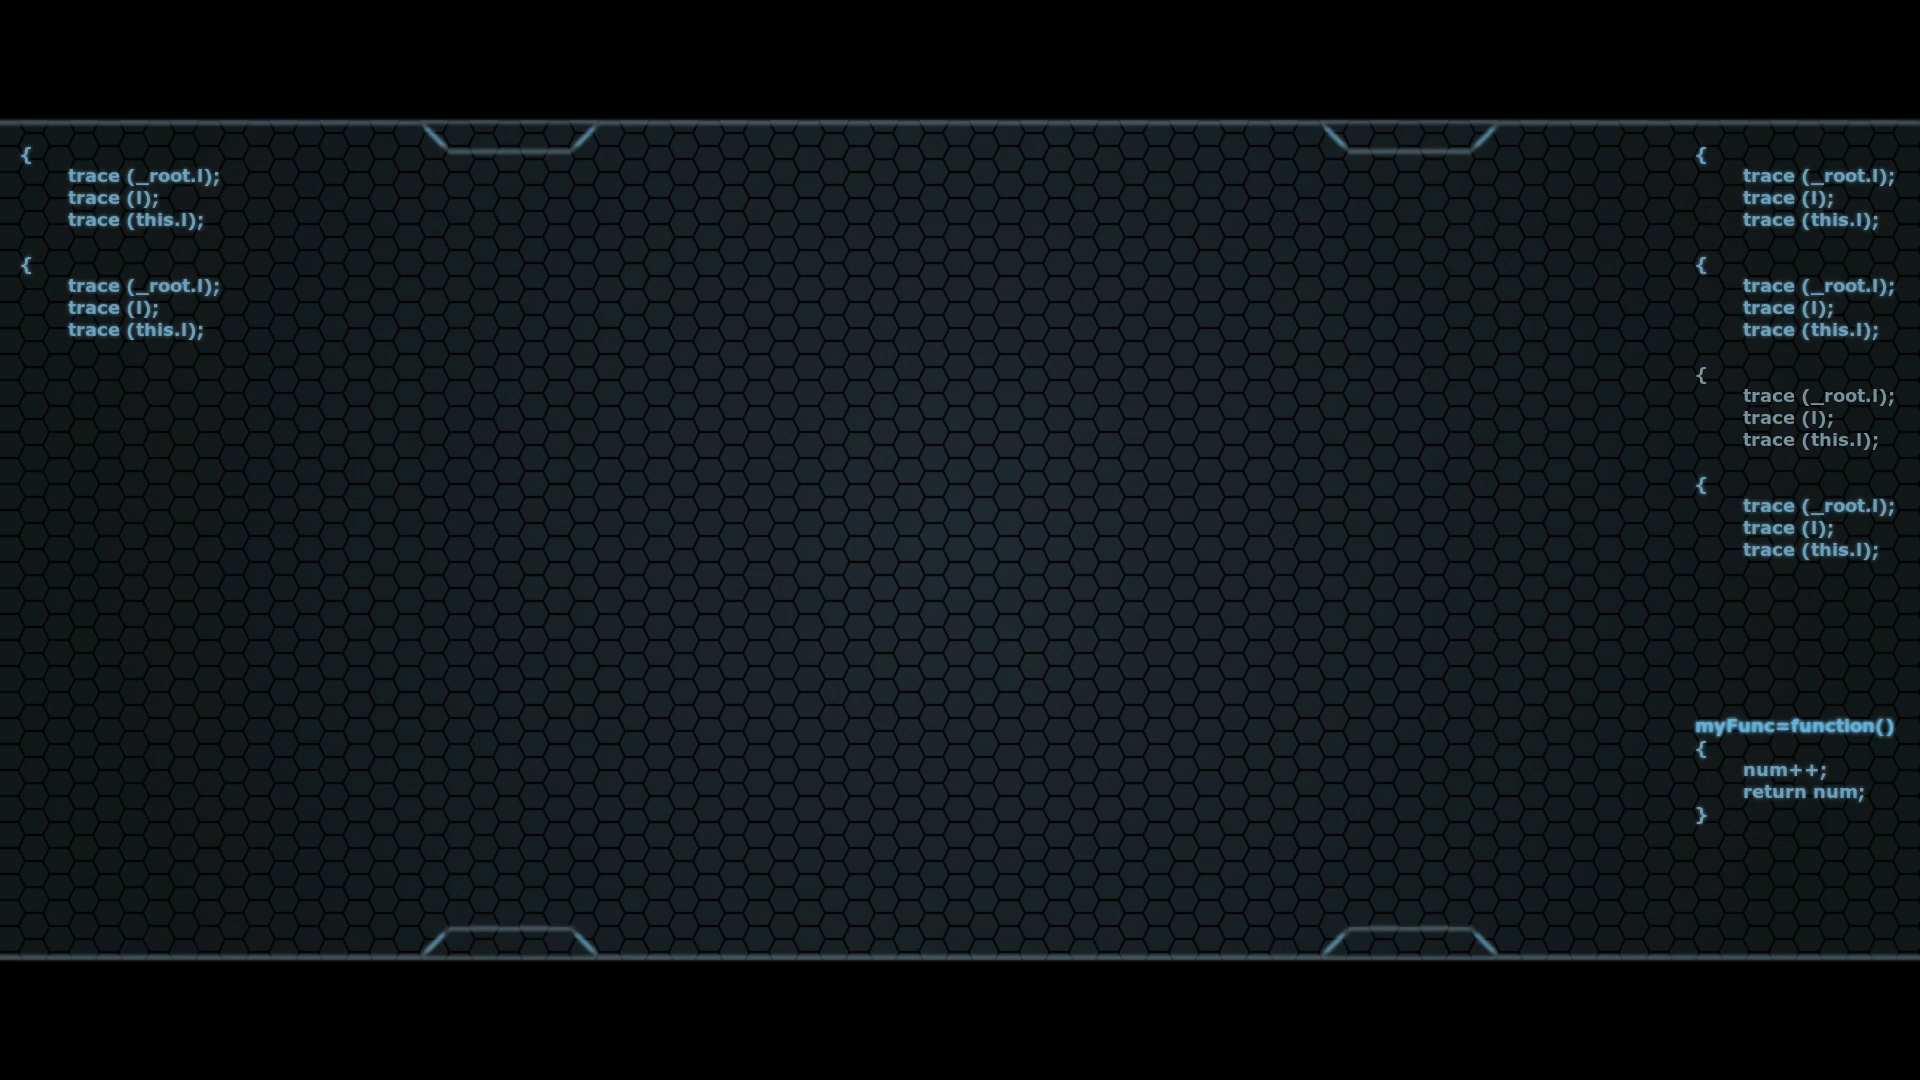 {
trace (_root.l);
trace (l);
trace (this.l);
{
trace (_root.l);
trace (l);
trace (this.l);
{
trace (_root.l);
trace (l);
trace (this.l);
{
trace (_root.l);
trace (l);
trace (this.l);
{
trace (_root.l);
trace (l);
trace (this.l);
{
trace (_root.l);
trace (l);
trace (this.l);
myFunc=function()
{
num++;
return num;
}